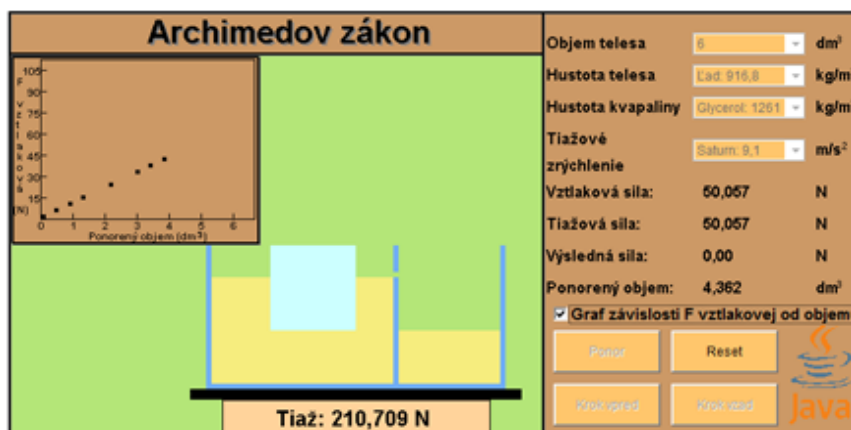 Archimedov zákon
F vztlaková
(N)
105
90
75
60
45
30
15
0
1
2
3
4
5
6
Ponorený objem (dm³)
Tiaž: 210,709 N
Objem telesa 6 dm³
Hustota telesa Ľad: 916,8 kg/m
Hustota kvapaliny Glycerol: 1261 kg/m
Tiažové
zrýchlenie Saturn: 9,1 m/s²
Vztlaková sila: 50,057 N
Tiažová sila: 50,057 N
Výsledná sila: 0,00 N
Ponorený objem: 4,362 dm³
Graf závislosti F vztlakovej od objem
Ponor Reset
Krok vpred Krok vzad
Java